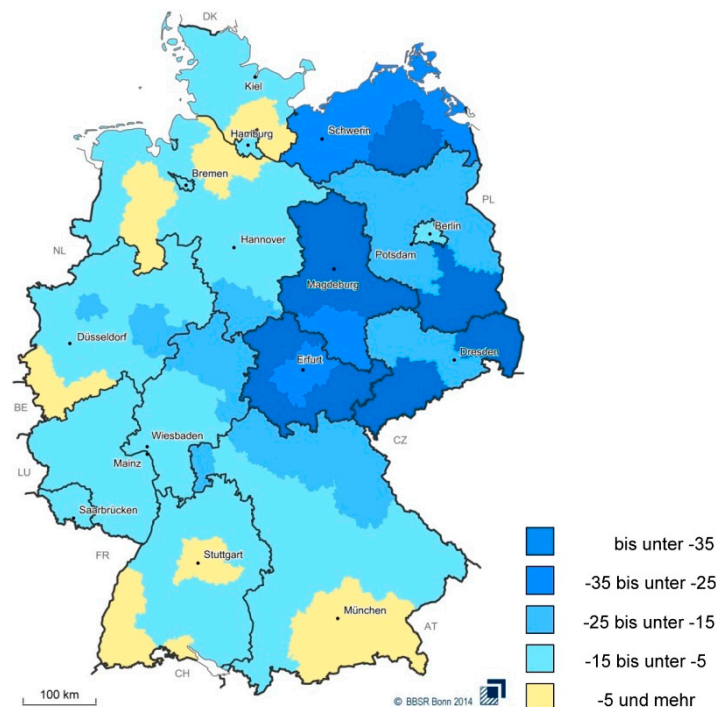 DK
Kiel
Hamburg
Schwerin
Bremen
PL
Berlin
NL
Hannover
Potsdam
Magdeburg
Düsseldorf
Erfurt
Dresden
BE
Wiesbaden
CZ
LU
Mainz
Saarbrücken
FR
Stuttgart
München
AT
CH
100 km
© BBSR Bonn 2014
bis unter -35
-35 bis unter -25
-25 bis unter -15
-15 bis unter -5
-5 und mehr